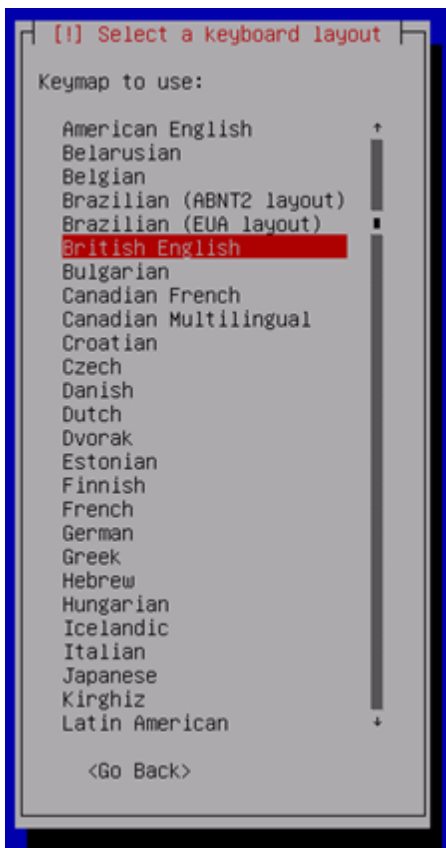 [!] Select a keyboard layout
Keymap to use:
American English
Belarusian
Belgian
Brazilian (ABNT2 layout)
Brazilian (EUA layout)
British English
Bulgarian
Canadian French
Canadian Multilingual
Croatian
Czech
Danish
Dutch
Dvorak
Estonian
Finnish
French
German
Greek
Hebrew
Hungarian
Icelandic
Italian
Japanese
Kirghiz
Latin American
<Go Back>